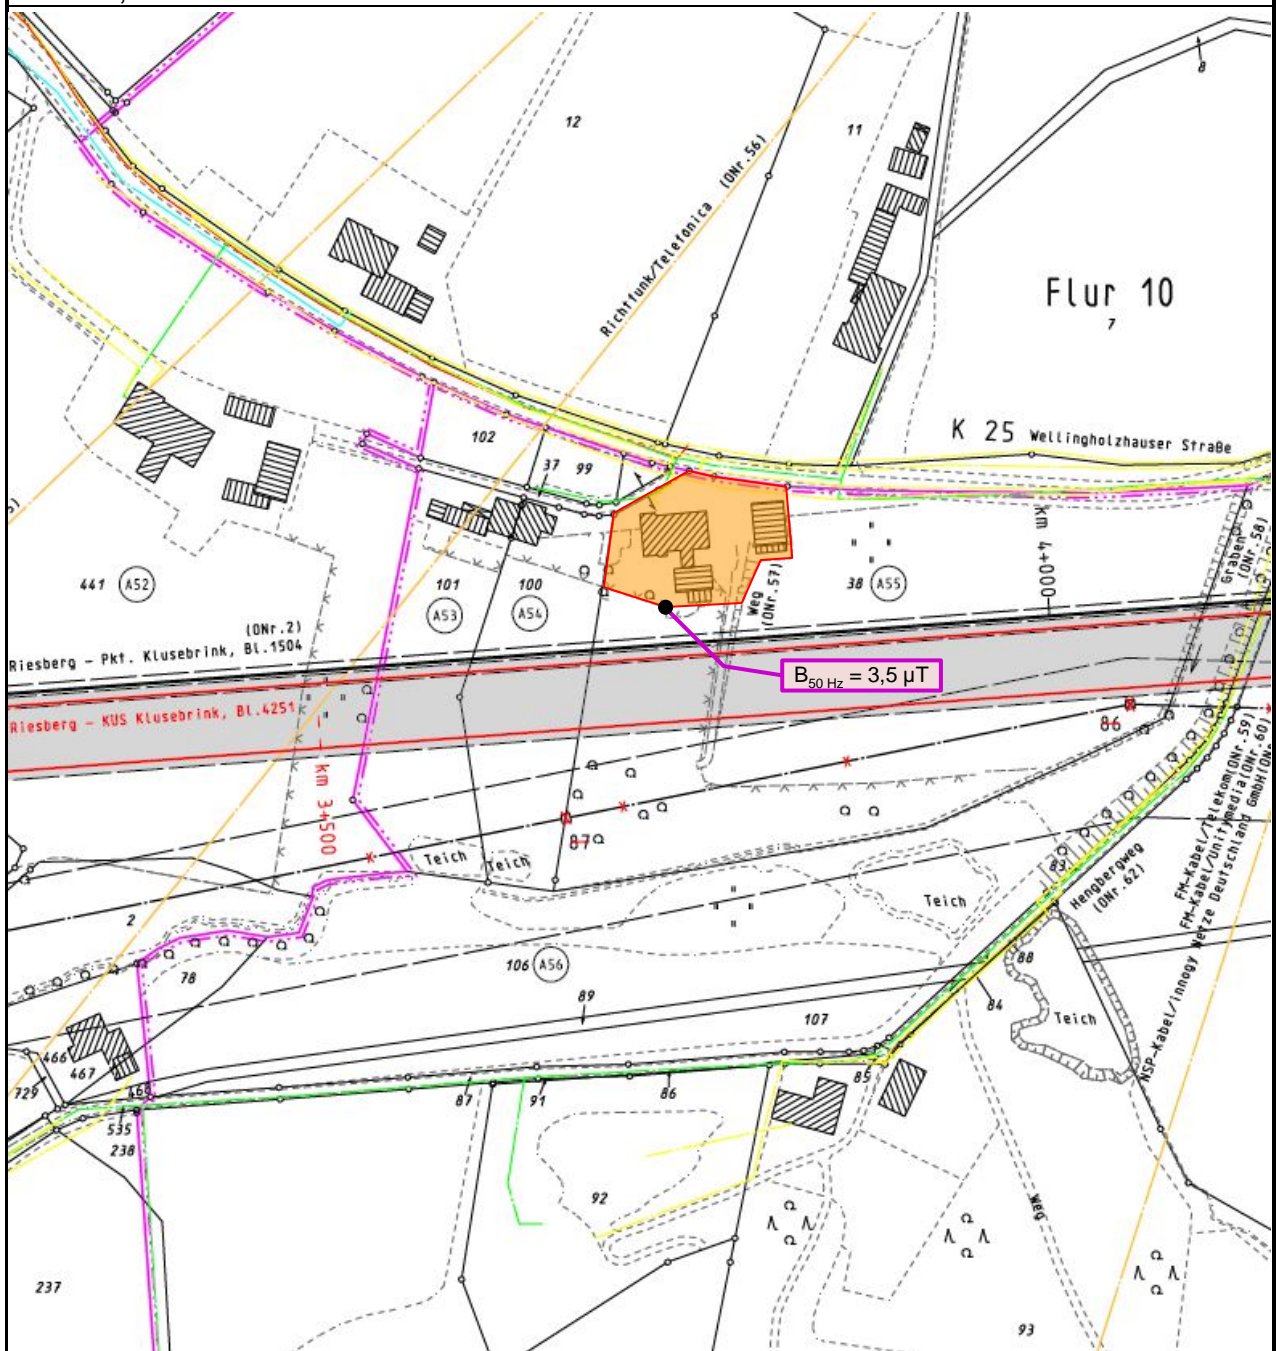 8
12
11
Richtfunk/Telefonica (ONr.56)
Flur 10
7
K 25 Wellingholzhauser Straße
102
37
99
km 4+000
Graben
(ONr.58)
441
A52
101
A53
100
A54
Weg
(ONr.57)
38
A55
(ONr.2)
Riesberg - Pkt. Klusebrink, Bl.1504
B50 Hz = 3,5 µT
Riesberg - KUS Klusebrink, Bl.4251
86
km 3+500
87
FM-Kabel/Telekom(ONr.59)
FM-Kabel/Unitymedia(ONr.60)
NSP-Kabel/innogy Netze Deutschland GmbH(ONr
Teich
Teich
83
Hengbergweg
(ONr.62)
Teich
2
106
A56
78
88
89
84
107
Teich
466
467
729
468
87
91
86
85
535
238
92
Weg
237
93